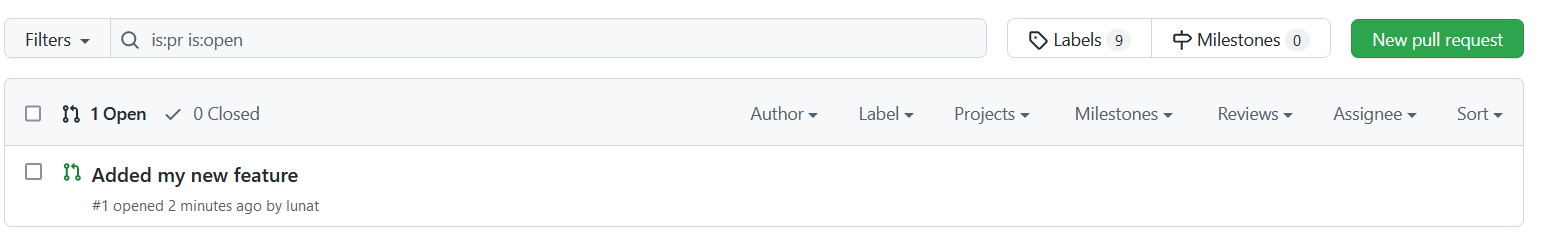 Filters is:pr is:open Labels 9 Milestones 0 New pull request
1 Open 0 Closed Author Label Projects Milestones Reviews Assignee Sort
Added my new feature
#1 opened 2 minutes ago by lunat